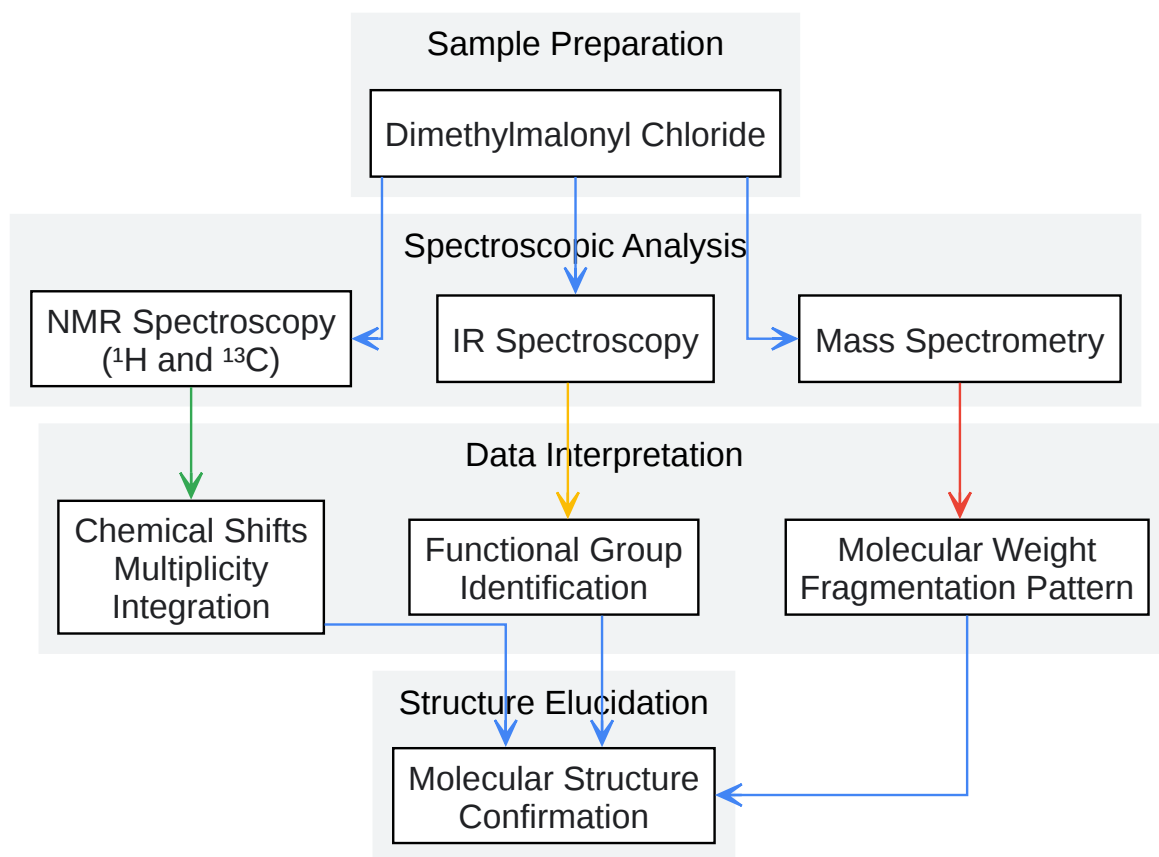 Sample Preparation
Dimethylmalonyl Chloride
Spectroscopic Analysis
NMR Spectroscopy
(¹H and ¹³C)
IR Spectroscopy
Mass Spectrometry
Data Interpretation
Chemical Shifts
Multiplicity
Integration
Functional Group
Identification
Molecular Weight
Fragmentation Pattern
Structure Elucidation
Molecular Structure
Confirmation